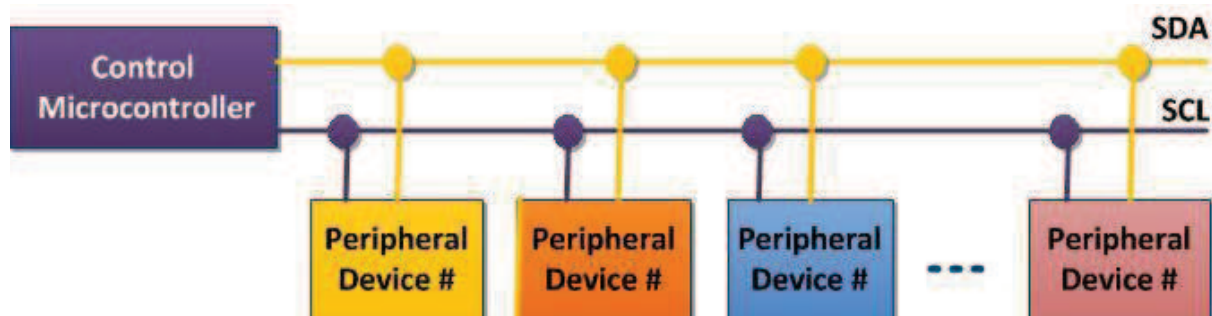 SDA
Control
Microcontroller
SCL
Peripheral
Device #
Peripheral
Device #
Peripheral
Device #
Peripheral
Device #